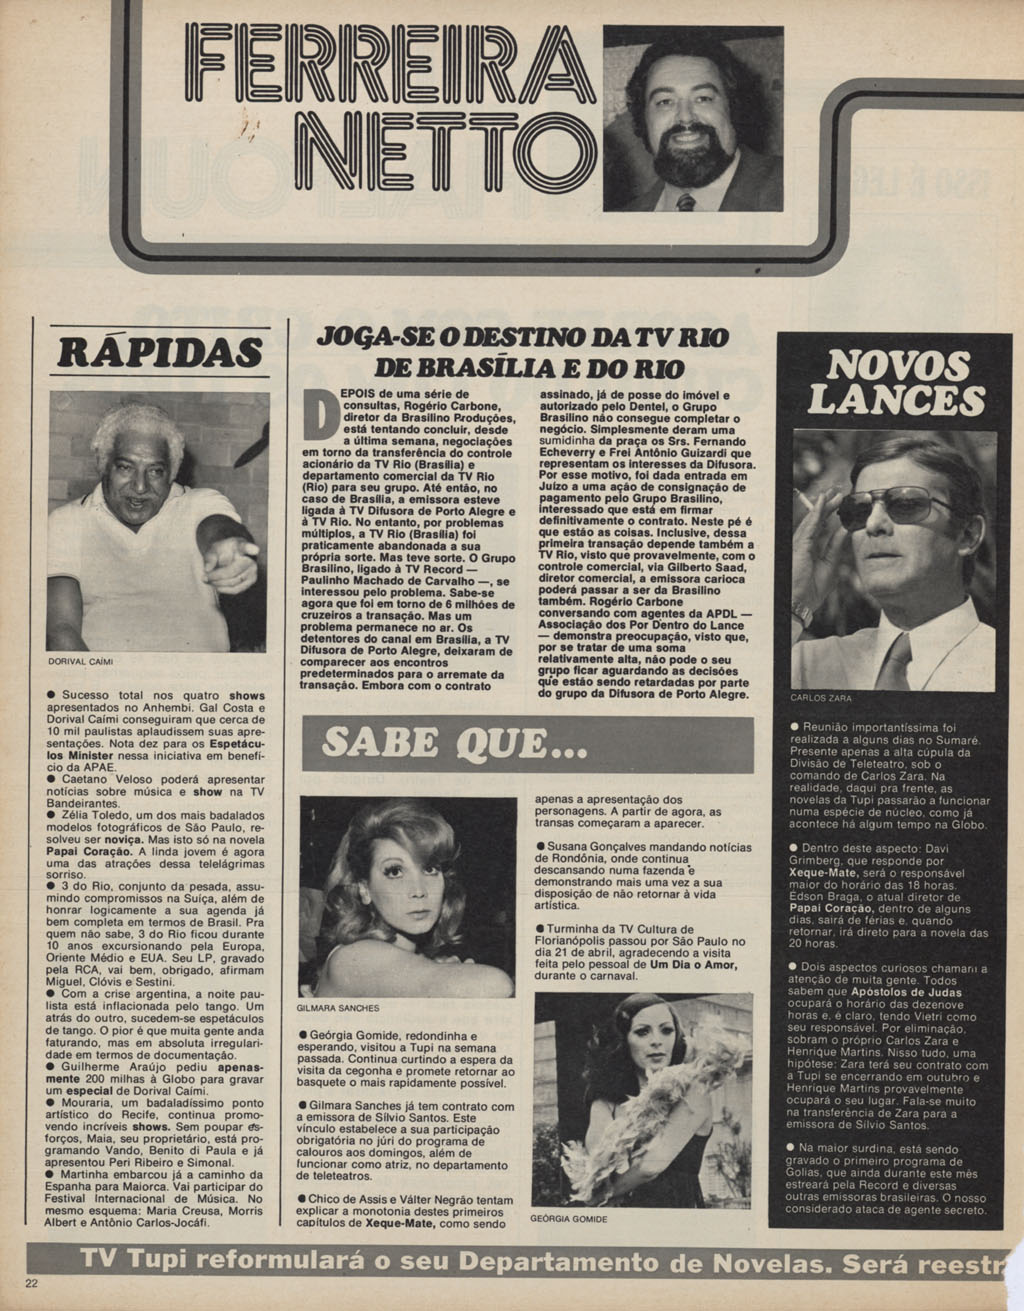 FERREIRA
NETTO
RÁPIDAS
DORIVAL CAÍMI
● Sucesso total nos quatro shows
apresentados no Anhembi. Gal Costa e
Dorival Caími conseguiram que cerca de
10 mil paulistas aplaudissem suas apre-
sentações. Nota dez para os Espetácu-
los Minister nessa iniciativa em benefí-
cio da APAE.
● Caetano Veloso poderá apresentar
notícias sobre música e show na TV
Bandeirantes.
● Zélia Toledo, um dos mais badalados
modelos fotográficos de São Paulo, re-
solveu ser noviça. Mas isto só na novela
Papai Coração. A linda jovem é agora
uma das atrações dessa telelágrimas
sorriso.
● 3 do Rio, conjunto da pesada, assu-
mindo compromissos na Suíça, além de
honrar logicamente a sua agenda já
bem completa em termos de Brasil. Pra
quem não sabe, 3 do Rio ficou durante
10 anos excursionando pela Europa,
Oriente Médio e EUA. Seu LP, gravado
pela RCA, vai bem, obrigado, afirmam
Miguel, Clóvis e Sestini.
● Com a crise argentina, a noite pau-
lista está inflacionada pelo tango. Um
atrás do outro, sucedem-se espetáculos
de tango. O pior é que muita gente anda
faturando, mas em absoluta irregulari-
dade em termos de documentação.
● Guilherme Araújo pediu apenas-
mente 200 milhas à Globo para gravar
um especial de Dorival Caími.
● Mouraria, um badaladíssimo ponto
artístico do Recife, continua promo-
vendo incríveis shows. Sem poupar es-
forços, Maia, seu proprietário, está pro-
gramando Vando, Benito di Paula e já
apresentou Peri Ribeiro e Simonal.
● Martinha embarcou já a caminho da
Espanha para Maiorca. Vai participar do
Festival Internacional de Música. No
mesmo esquema: Maria Creusa, Morris
Albert e Antônio Carlos-Jocáfi.
JOGA-SE O DESTINO DA TV RIO
DE BRASÍLIA E DO RIO
DEPOIS de uma série de
consultas, Rogério Carbone,
diretor da Brasilino Produções,
está tentando concluir, desde
a última semana, negociações
em torno da transferência do controle
acionário da TV Rio (Brasília) e
departamento comercial da TV Rio
(Rio) para seu grupo. Até então, no
caso de Brasília, a emissora esteve
ligada à TV Difusora de Porto Alegre e
à TV Rio. No entanto, por problemas
múltiplos, a TV Rio (Brasília) foi
praticamente abandonada a sua
própria sorte. Mas teve sorte. O Grupo
Brasilino, ligado à TV Record —
Paulinho Machado de Carvalho —, se
interessou pelo problema. Sabe-se
agora que foi em torno de 6 milhões de
cruzeiros a transação. Mas um
problema permanece no ar. Os
detentores do canal em Brasília, a TV
Difusora de Porto Alegre, deixaram de
comparecer aos encontros
predeterminados para o arremate da
transação. Embora com o contrato
assinado, já de posse do imóvel e
autorizado pelo Dentel, o Grupo
Brasilino não consegue completar o
negócio. Simplesmente deram uma
sumidinha da praça os Srs. Fernando
Echeverry e Frei Antônio Guizardi que
representam os interesses da Difusora.
Por esse motivo, foi dada entrada em
Juízo a uma ação de consignação de
pagamento pelo Grupo Brasilino,
interessado que está em firmar
definitivamente o contrato. Neste pé é
que estão as coisas. Inclusive, dessa
primeira transação depende também a
TV Rio, visto que provavelmente, com o
controle comercial, via Gilberto Saad,
diretor comercial, a emissora carioca
poderá passar a ser da Brasilino
também. Rogério Carbone
conversando com agentes da APDL —
Associação dos Por Dentro do Lance
— demonstra preocupação, visto que,
por se tratar de uma soma
relativamente alta, não pode o seu
grupo ficar aguardando as decisões
que estão sendo retardadas por parte
do grupo da Difusora de Porto Alegre.
SABE QUE...
GILMARA SANCHES
● Geórgia Gomide, redondinha e
esperando, visitou a Tupi na semana
passada. Continua curtindo a espera da
visita da cegonha e promete retornar ao
basquete o mais rapidamente possível.
● Gilmara Sanches já tem contrato com
a emissora de Sílvio Santos. Este
vínculo estabelece a sua participação
obrigatória no júri do programa de
calouros aos domingos, além de
funcionar como atriz, no departamento
de teleteatros.
● Chico de Assis e Válter Negrão tentam
explicar a monotonia destes primeiros
capítulos de Xeque-Mate, como sendo
apenas a apresentação dos
personagens. A partir de agora, as
transas começaram a aparecer.
● Susana Gonçalves mandando notícias
de Rondônia, onde continua
descansando numa fazenda e
demonstrando mais uma vez a sua
disposição de não retornar à vida
artística.
● Turminha da TV Cultura de
Florianópolis passou por São Paulo no
dia 21 de abril, agradecendo a visita
feita pelo pessoal de Um Dia o Amor,
durante o carnaval.
GEÓRGIA GOMIDE
NOVOS
LANCES
CARLOS ZARA
● Reunião importantíssima foi
realizada a alguns dias no Sumaré.
Presente apenas a alta cúpula da
Divisão de Teleteatro, sob o
comando de Carlos Zara. Na
realidade, daqui pra frente, as
novelas da Tupi passarão a funcionar
numa espécie de núcleo, como já
acontece há algum tempo na Globo.
● Dentro deste aspecto: Davi
Grimberg, que responde por
Xeque-Mate, será o responsável
maior do horário das 18 horas.
Édson Braga, o atual diretor de
Papai Coração, dentro de alguns
dias, sairá de férias e, quando
retornar, irá direto para a novela das
20 horas.
● Dois aspectos curiosos chamam a
atenção de muita gente. Todos
sabem que Apóstolos de Judas
ocupará o horário das dezenove
horas e, é claro, tendo Vietri como
seu responsável. Por eliminação,
sobram o próprio Carlos Zara e
Henrique Martins. Nisso tudo, uma
hipótese: Zara terá seu contrato com
a Tupi se encerrando em outubro e
Henrique Martins provavelmente
ocupará o seu lugar. Fala-se muito
na transferência de Zara para a
emissora de Sílvio Santos.
● Na maior surdina, está sendo
gravado o primeiro programa de
Golias, que ainda durante este mês
estreará pela Record e diversas
outras emissoras brasileiras. O nosso
considerado ataca de agente secreto.
TV Tupi reformulará o seu Departamento de Novelas. Será reestr
22